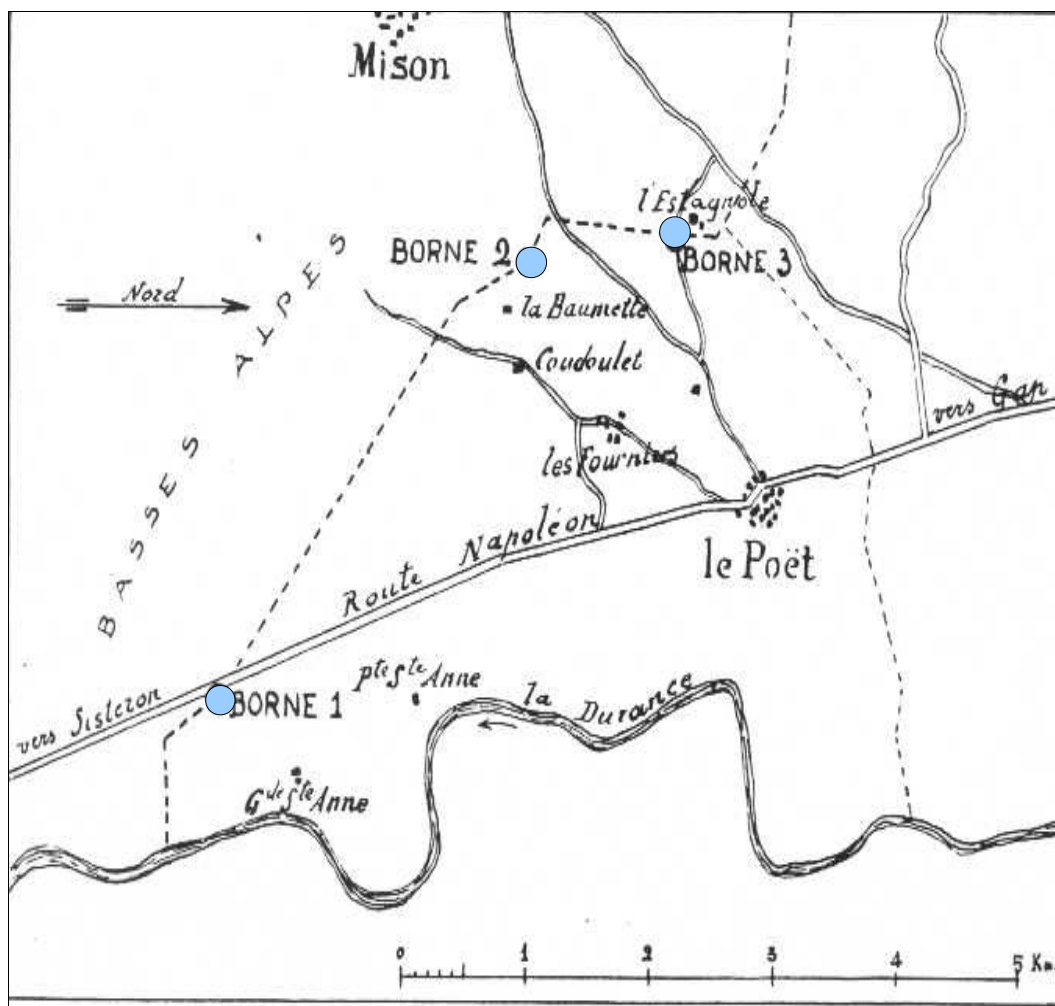 Mison
l'Estagnole
BORNE 2
BORNE 3
Nord
la Baumette
BASSES ALPES
Coudoulet
vers Gap
les Fourniers
Route Napoléon
le Poët
Pte Ste Anne
la Durance
BORNE 1
vers Sisteron
Gde Ste Anne
0 1 2 3 4 5 Km